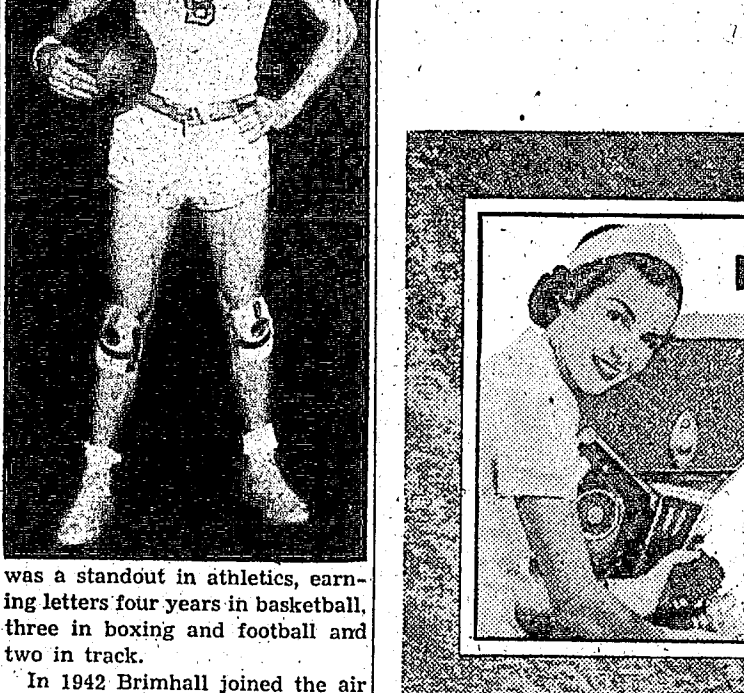 B
was a standout in athletics, earn-
ing letters four years in basketball,
three in boxing and football and
two in track.
In 1942 Brimhall joined the air